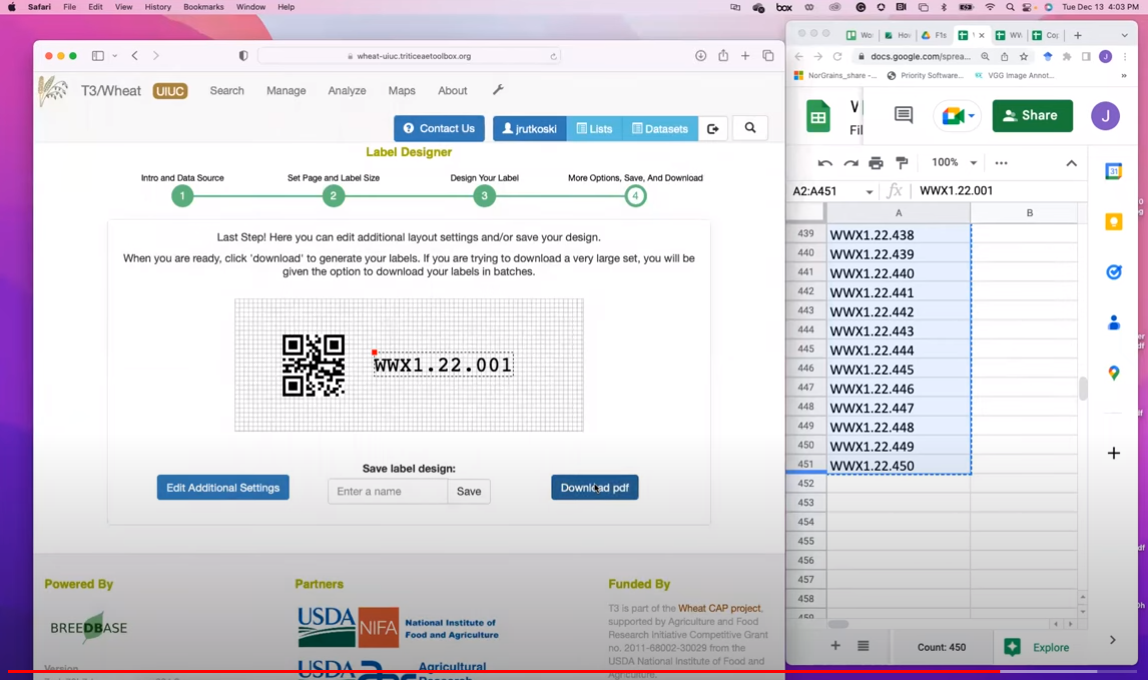 Safari File Edit View History Bookmarks Window Help
box
Tue Dec 13 4:03 PM
wheat-uiuc.triticeaetoolbox.org
T3/Wheat UIUC Search Manage Analyze Maps About
Contact Us jrutkoski Lists Datasets
Label Designer
Intro and Data Source Set Page and Label Size Design Your Label More Options, Save, And Download
1 2 3 4
Last Step! Here you can edit additional layout settings and/or save your design.
When you are ready, click 'download' to generate your labels. If you are trying to download a very large set, you will be
given the option to download your labels in batches.
WWX1.22.001
Save label design:
Edit Additional Settings Enter a name Save Download pdf
Powered By Partners Funded By
BREEDBASE
USDA NIFA National Institute of
Food and Agriculture
USDA Agricultural
Research
Version
T3 is part of the Wheat CAP project,
supported by Agriculture and Food
Research Initiative Competitive Grant
no. 2011-68002-30029 from the
USDA National Institute of Food and
Agriculture.
Wo Hov F1s WV Co
docs.google.com/sprea...
NorGrains_share -... Priority Software... VGG Image Annot... »
Fil Share J
100%
A2:A451 fx WWX1.22.001
A B
439 WWX1.22.438
440 WWX1.22.439
441 WWX1.22.440
442 WWX1.22.441
443 WWX1.22.442
444 WWX1.22.443
445 WWX1.22.444
446 WWX1.22.445
447 WWX1.22.446
448 WWX1.22.447
449 WWX1.22.448
450 WWX1.22.449
451 WWX1.22.450
452
453
454
455
456
457
458
459
Count: 450 Explore
31